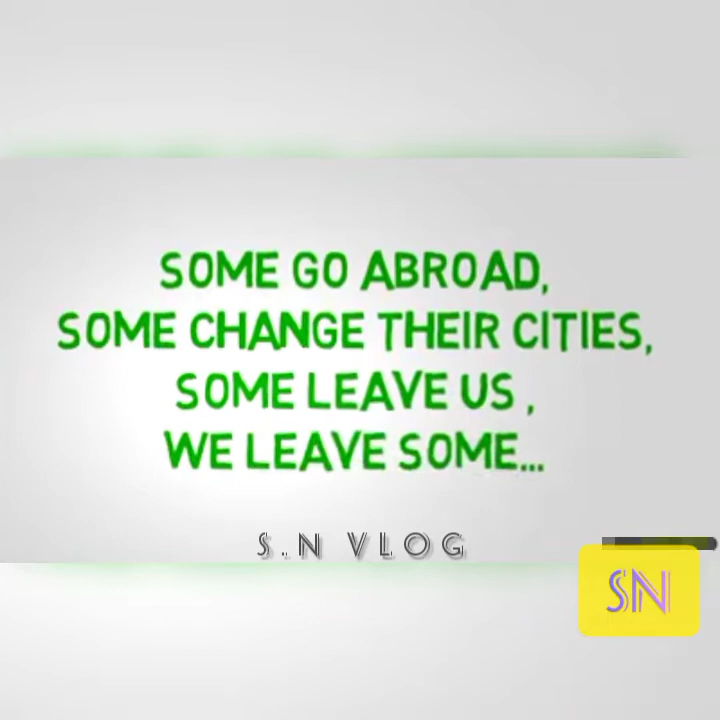 SOME GO ABROAD,
SOME CHANGE THEIR CITIES,
SOME LEAVE US ,
WE LEAVE SOME...
S.N VLOG
SN